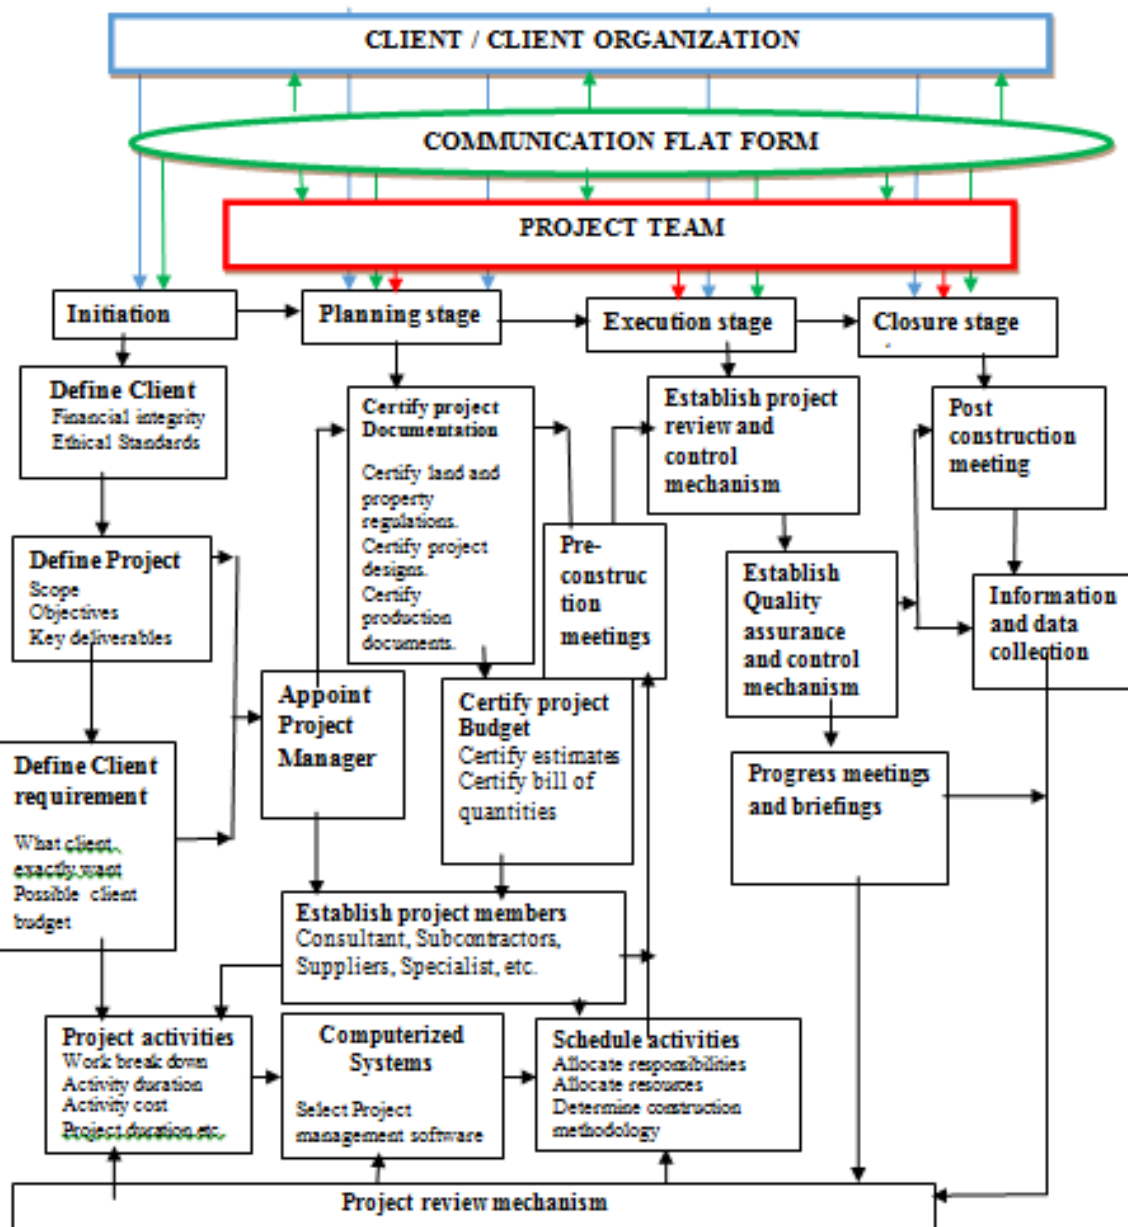 CLIENT / CLIENT ORGANIZATION
COMMUNICATION FLAT FORM
PROJECT TEAM
Initiation
Planning stage
Execution stage
Closure stage
Define Client
Financial integrity
Ethical Standards
Define Project
Scope
Objectives
Key deliverables
Define Client
requirement
What client
exactly want
Possible client
budget
Appoint
Project
Manager
Certify project
Documentation
Certify land and
property
regulations.
Certify project
designs.
Certify
production
documents.
Pre-
construc
tion
meetings
Certify project
Budget
Certify estimates
Certify bill of
quantities
Establish project members
Consultant, Subcontractors,
Suppliers, Specialist, etc.
Establish project
review and
control
mechanism
Establish
Quality
assurance
and control
mechanism
Progress meetings
and briefings
Post
construction
meeting
Information
and data
collection
Project activities
Work break down
Activity duration
Activity cost
Project duration etc.
Computerized
Systems
Select Project
management software
Schedule activities
Allocate responsibilities
Allocate resources
Determine construction
methodology
Project review mechanism